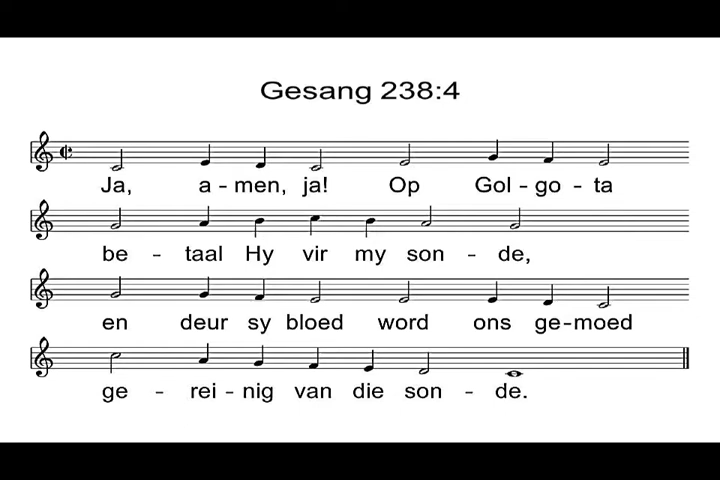 Gesang 238:4
Ja, a-men, ja! Op Gol-go-ta
be-taal Hy vir my son-de,
en deur sy bloed word ons ge-moed
ge-rei-nig van die son-de.